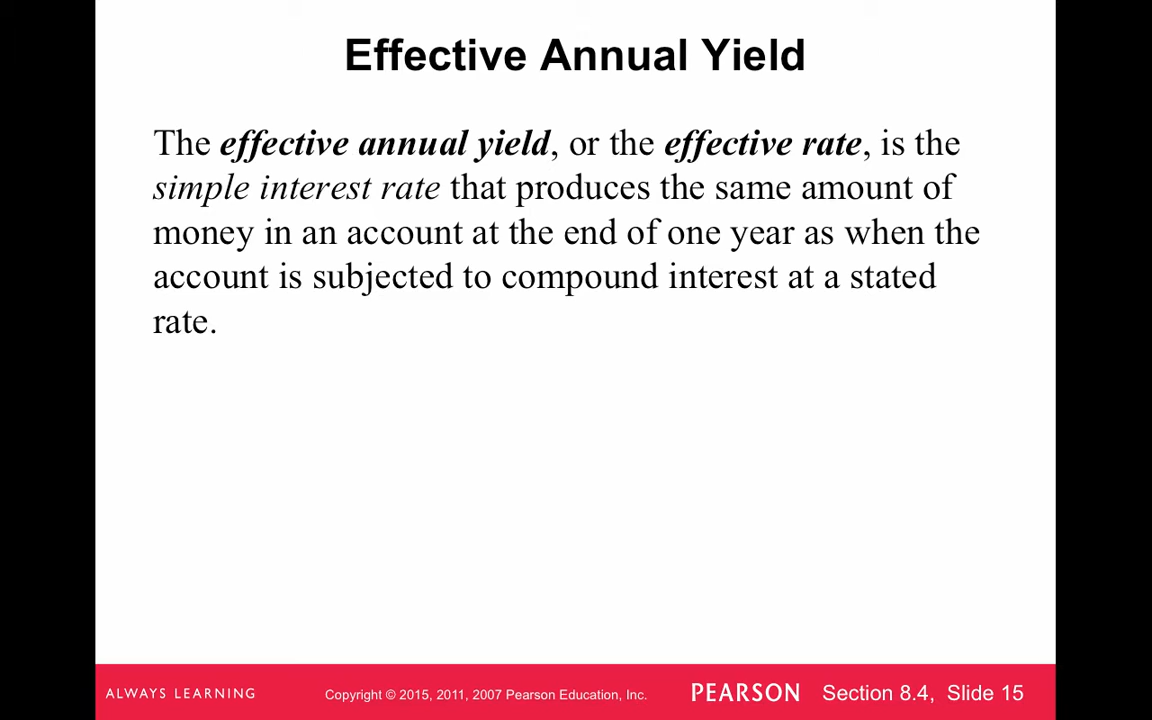 Effective Annual Yield
The effective annual yield, or the effective rate, is the
simple interest rate that produces the same amount of
money in an account at the end of one year as when the
account is subjected to compound interest at a stated
rate.
ALWAYS LEARNING Copyright © 2015, 2011, 2007 Pearson Education, Inc. PEARSON Section 8.4, Slide 15